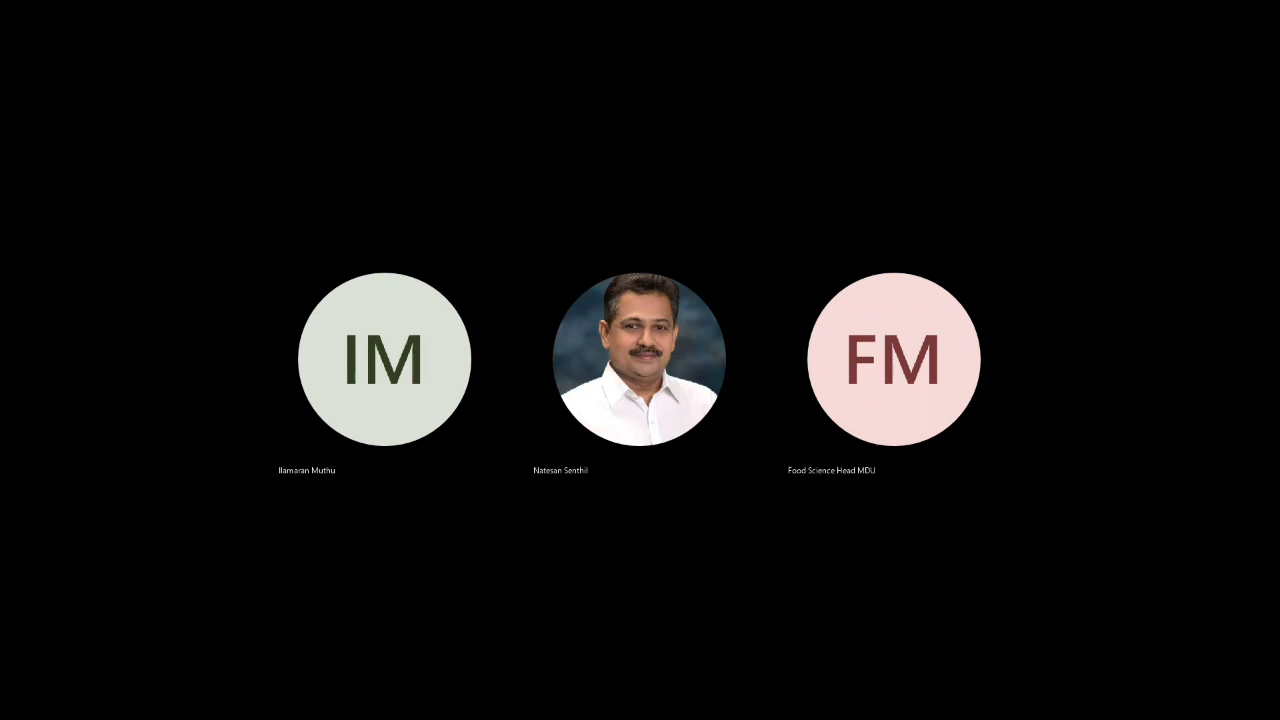 IM
FM
Ilamaran Muthu
Natesan Senthil
Food Science Head MDU